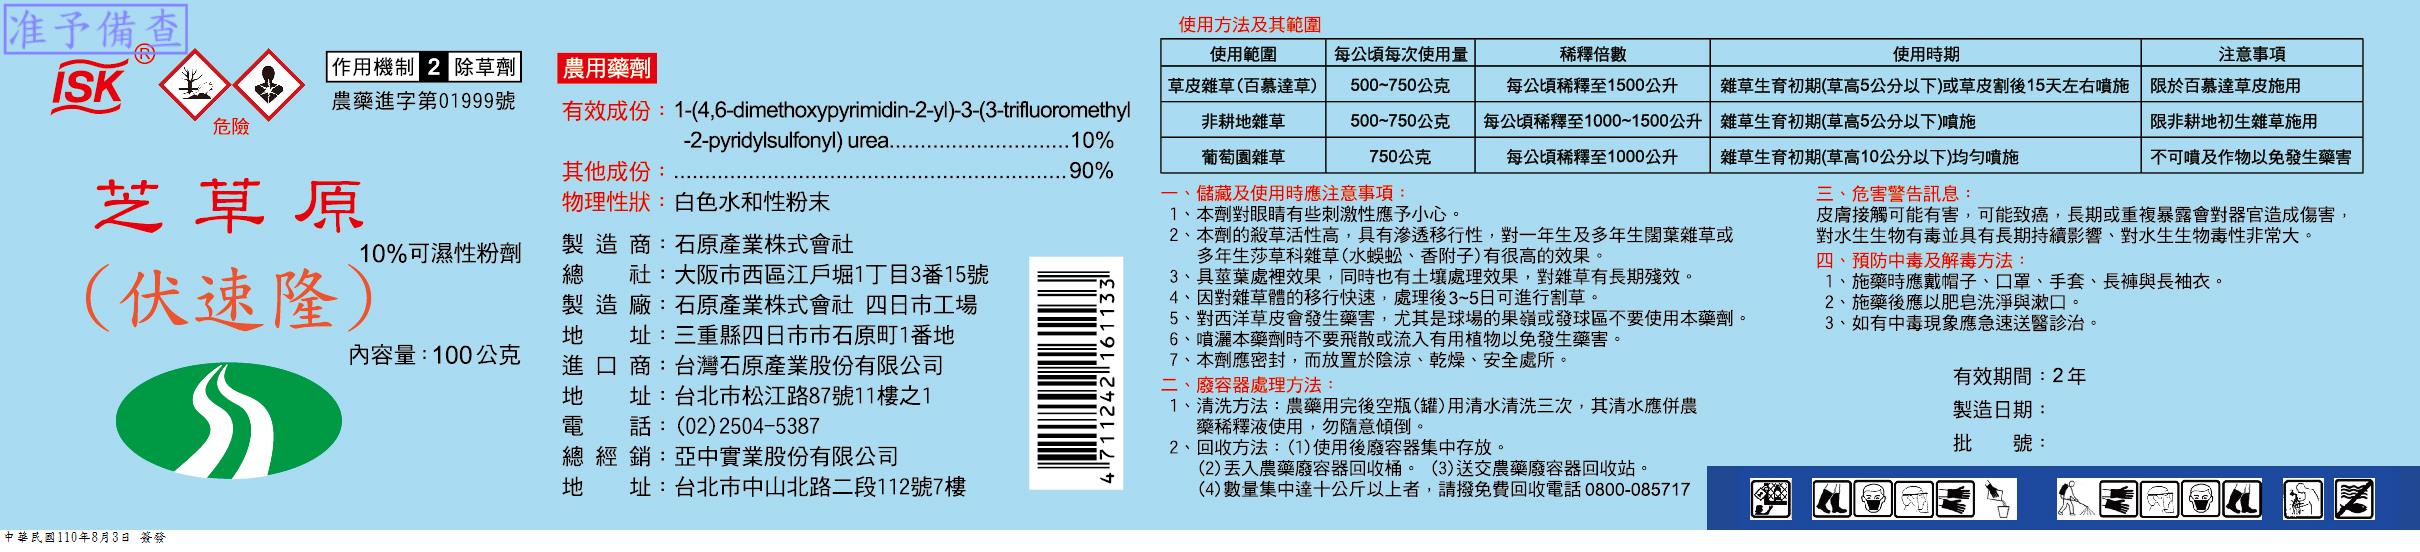 准予備查
ISK®
危險
作用機制 2 除草劑
農藥進字第01999號
芝草原
10%可濕性粉劑
（伏速隆）
內容量：100公克
農用藥劑
有效成份：1-(4,6-dimethoxypyrimidin-2-yl)-3-(3-trifluoromethyl
-2-pyridylsulfonyl) urea..............................10%
其他成份：................................................................90%
物理性狀：白色水和性粉末
製造商：石原產業株式會社
總社：大阪市西區江戶堀1丁目3番15號
製造廠：石原產業株式會社 四日市工場
地址：三重縣四日市市石原町1番地
進口商：台灣石原產業股份有限公司
地址：台北市松江路87號11樓之1
電話：(02)2504-5387
總經銷：亞中實業股份有限公司
地址：台北市中山北路二段112號7樓
4711242161133
使用方法及其範圍
使用範圍 每公頃每次使用量 稀釋倍數 使用時期 注意事項
草皮雜草(百慕達草) 500~750公克 每公頃稀釋至1500公升 雜草生育初期(草高5公分以下)或草皮割後15天左右噴施 限於百慕達草皮施用
非耕地雜草 500~750公克 每公頃稀釋至1000~1500公升 雜草生育初期(草高5公分以下)噴施 限非耕地初生雜草施用
葡萄園雜草 750公克 每公頃稀釋至1000公升 雜草生育初期(草高10公分以下)均勻噴施 不可噴及作物以免發生藥害
一、儲藏及使用時應注意事項：
1、本劑對眼睛有些刺激性應予小心。
2、本劑的殺草活性高，具有滲透移行性，對一年生及多年生闊葉雜草或
多年生莎草科雜草(水蜈蚣、香附子)有很高的效果。
3、具莖葉處裡效果，同時也有土壤處理效果，對雜草有長期殘效。
4、因對雜草體的移行快速，處理後3~5日可進行割草。
5、對西洋草皮會發生藥害，尤其是球場的果嶺或發球區不要使用本藥劑。
6、噴灑本藥劑時不要飛散或流入有用植物以免發生藥害。
7、本劑應密封，而放置於陰涼、乾燥、安全處所。
二、廢容器處理方法：
1、清洗方法：農藥用完後空瓶(罐)用清水清洗三次，其清水應併農
藥稀釋液使用，勿隨意傾倒。
2、回收方法：(1)使用後廢容器集中存放。
(2)丟入農藥廢容器回收桶。 (3)送交農藥廢容器回收站。
(4)數量集中達十公斤以上者，請撥免費回收電話 0800-085717
三、危害警告訊息：
皮膚接觸可能有害，可能致癌，長期或重複暴露會對器官造成傷害，
對水生生物有毒並具有長期持續影響、對水生生物毒性非常大。
四、預防中毒及解毒方法：
1、施藥時應戴帽子、口罩、手套、長褲與長袖衣。
2、施藥後應以肥皂洗淨與漱口。
3、如有中毒現象應急速送醫診治。
有效期間：2年
製造日期：
批號：
中華民國110年8月3日 簽發